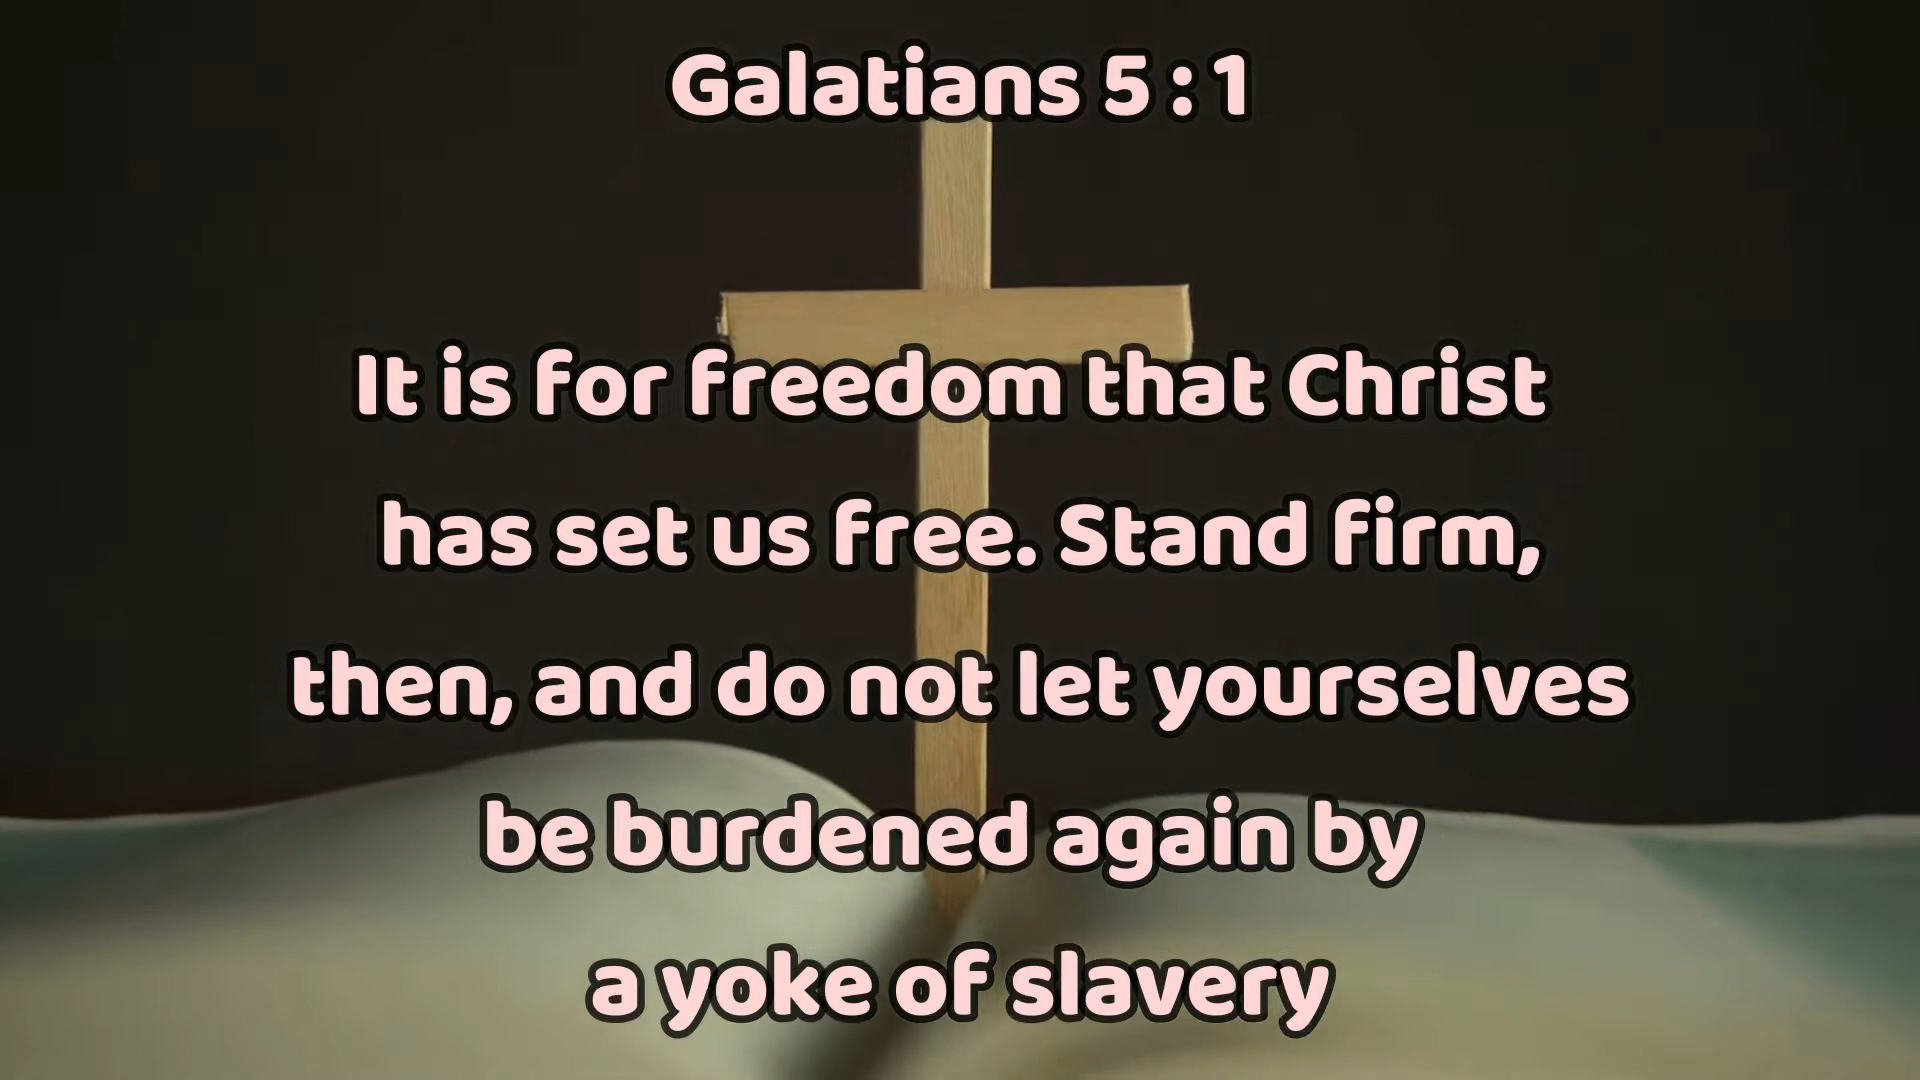 Galatians 5:1
It is for freedom that Christ
has set us free. Stand firm,
then, and do not let yourselves
be burdened again by
a yoke of slavery